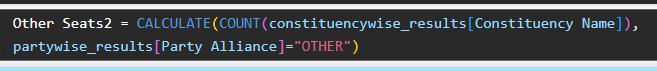 Other Seats2 = CALCULATE(COUNT(constituencywise_results[Constituency Name]),
partywise_results[Party Alliance]="OTHER")